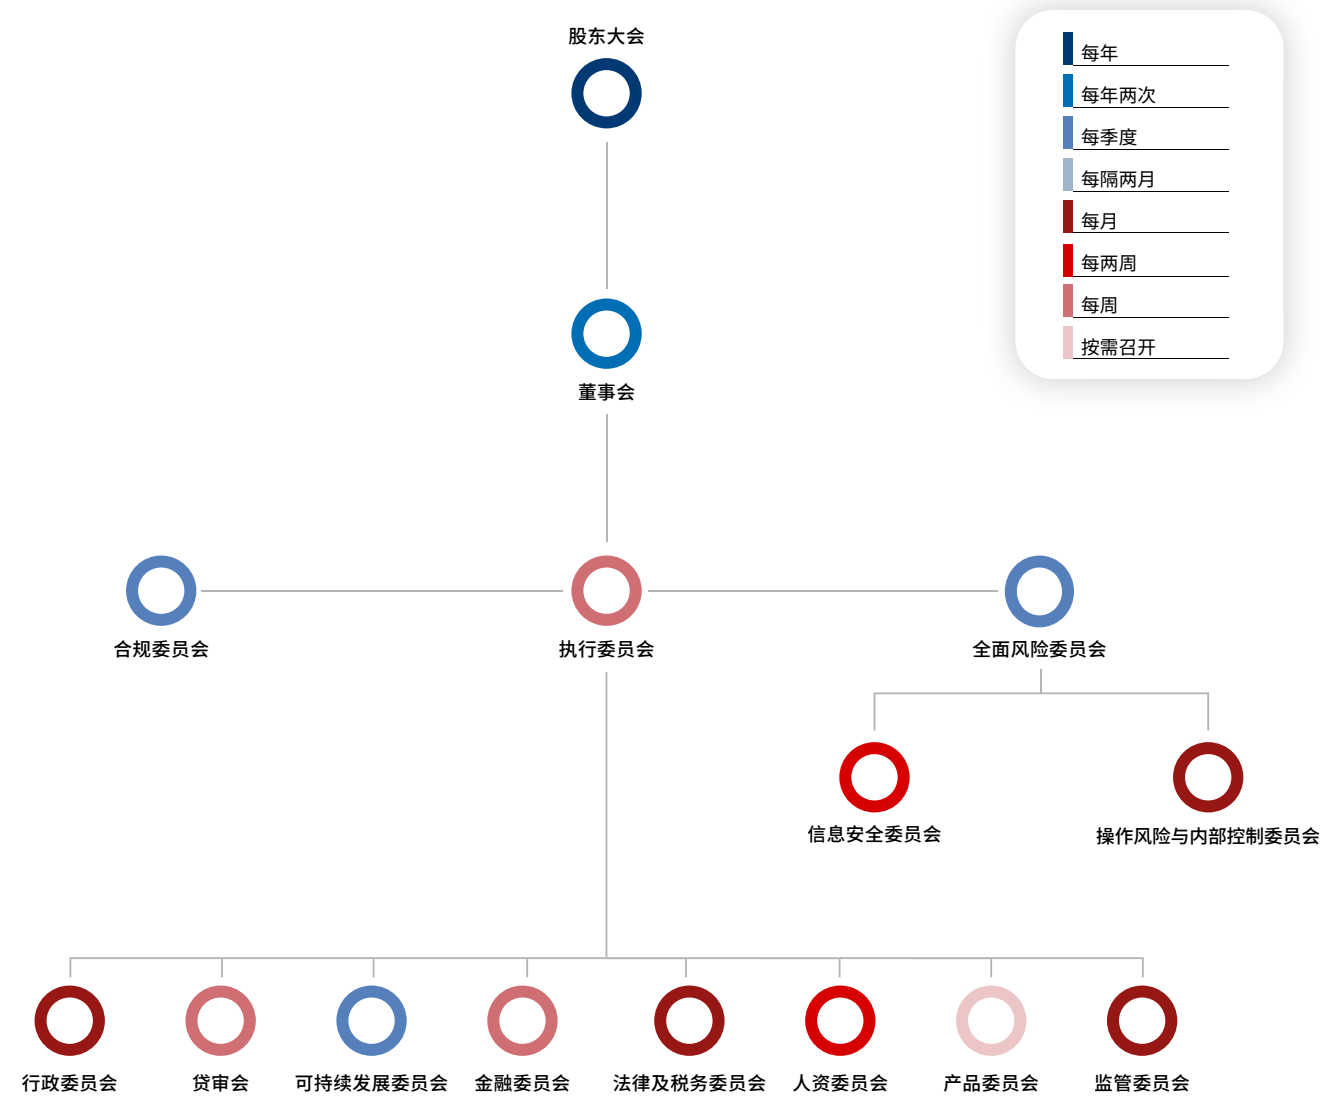 股东大会
每年
每年两次
每季度
每隔两月
每月
每两周
每周
按需召开
董事会
合规委员会
执行委员会
全面风险委员会
信息安全委员会
操作风险与内部控制委员会
行政委员会
贷审会
可持续发展委员会
金融委员会
法律及税务委员会
人资委员会
产品委员会
监管委员会